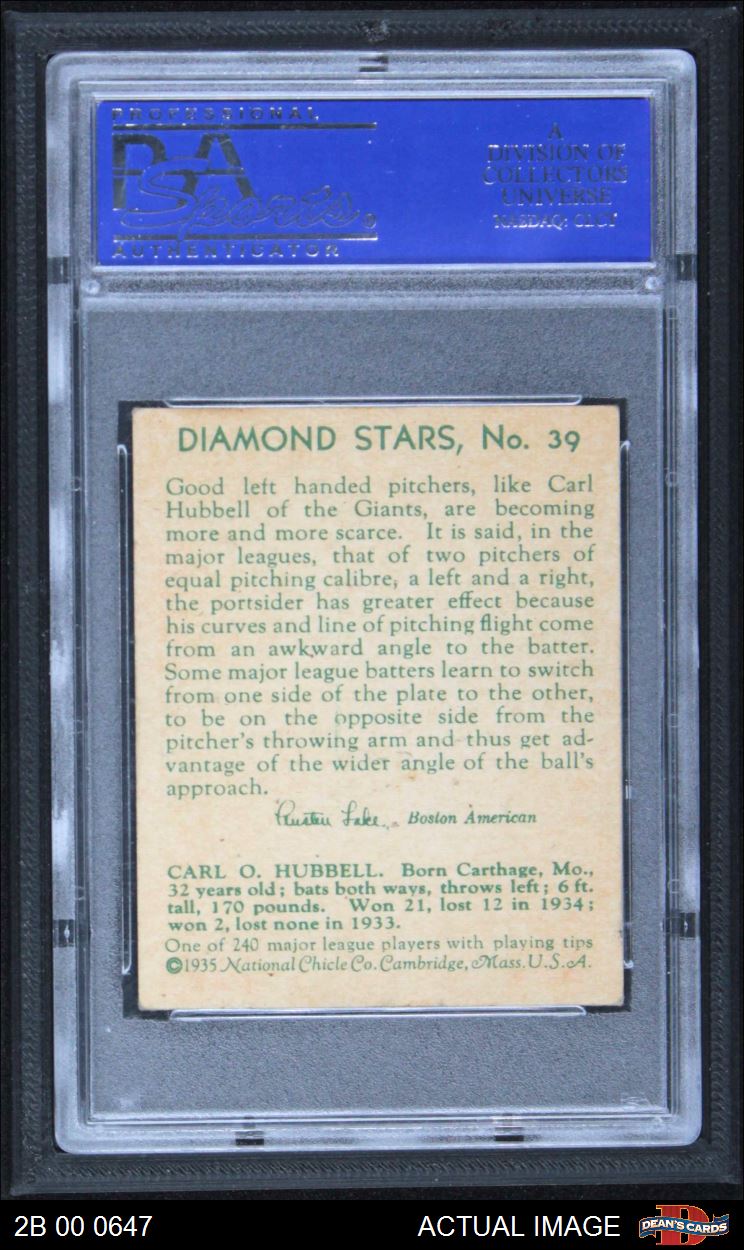 PROFESSIONAL
PSA
Sports®
AUTHENTICATOR
A
DIVISION OF
COLLECTORS
UNIVERSE
NASDAQ: CLCT
DIAMOND STARS, No. 39
Good left handed pitchers, like Carl
Hubbell of the Giants, are becoming
more and more scarce. It is said, in the
major leagues, that of two pitchers of
equal pitching calibre, a left and a right,
the portsider has greater effect because
his curves and line of pitching flight come
from an awkward angle to the batter.
Some major league batters learn to switch
from one side of the plate to the other,
to be on the opposite side from the
pitcher's throwing arm and thus get ad-
vantage of the wider angle of the ball's
approach.
Austen Lake, Boston American
CARL O. HUBBELL. Born Carthage, Mo.,
32 years old; bats both ways, throws left; 6 ft.
tall, 170 pounds. Won 21, lost 12 in 1934;
won 2, lost none in 1933.
One of 240 major league players with playing tips
©1935 National Chicle Co. Cambridge, Mass. U.S.A.
2B 00 0647
ACTUAL IMAGE
DEAN'S CARDS